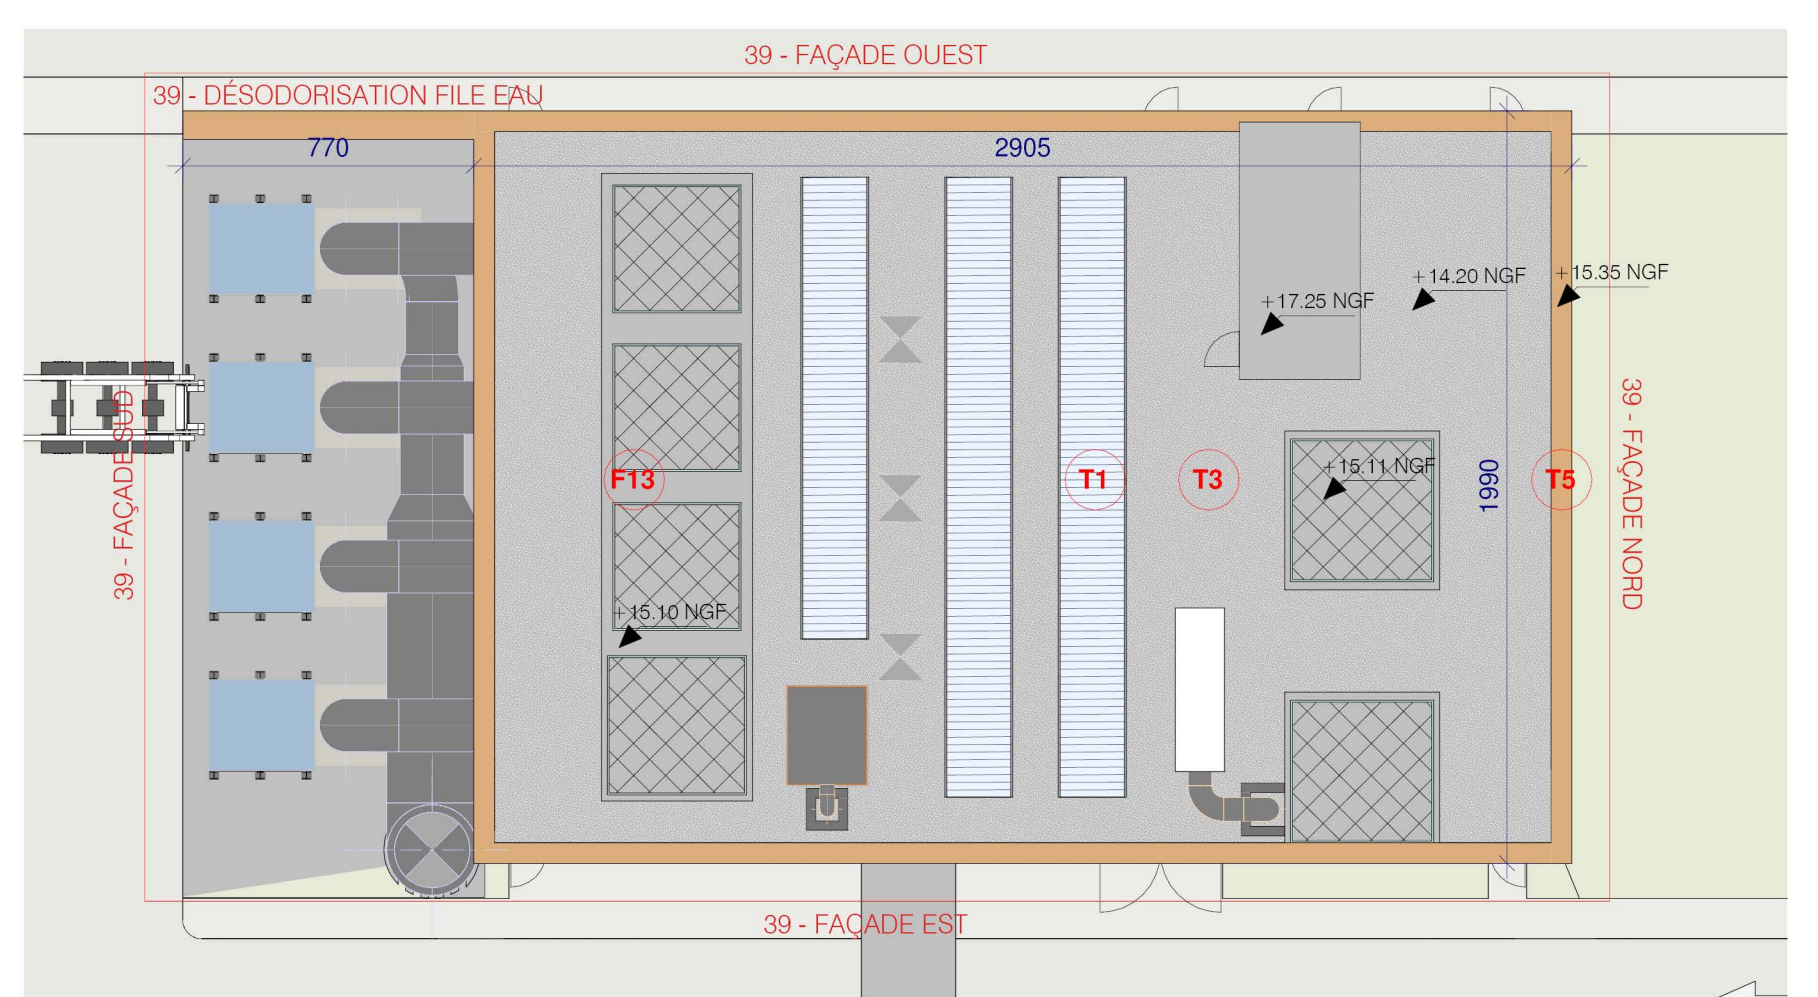 39 - FAÇADE OUEST
39 - DÉSODORISATION FILE EAU
770
2905
+14.20 NGF
+15.35 NGF
+17.25 NGF
39 - FAÇADE SUD
39 - FAÇADE NORD
F13
T1
T3
+15.11 NGF
1990
T5
+15.10 NGF
39 - FAÇADE EST